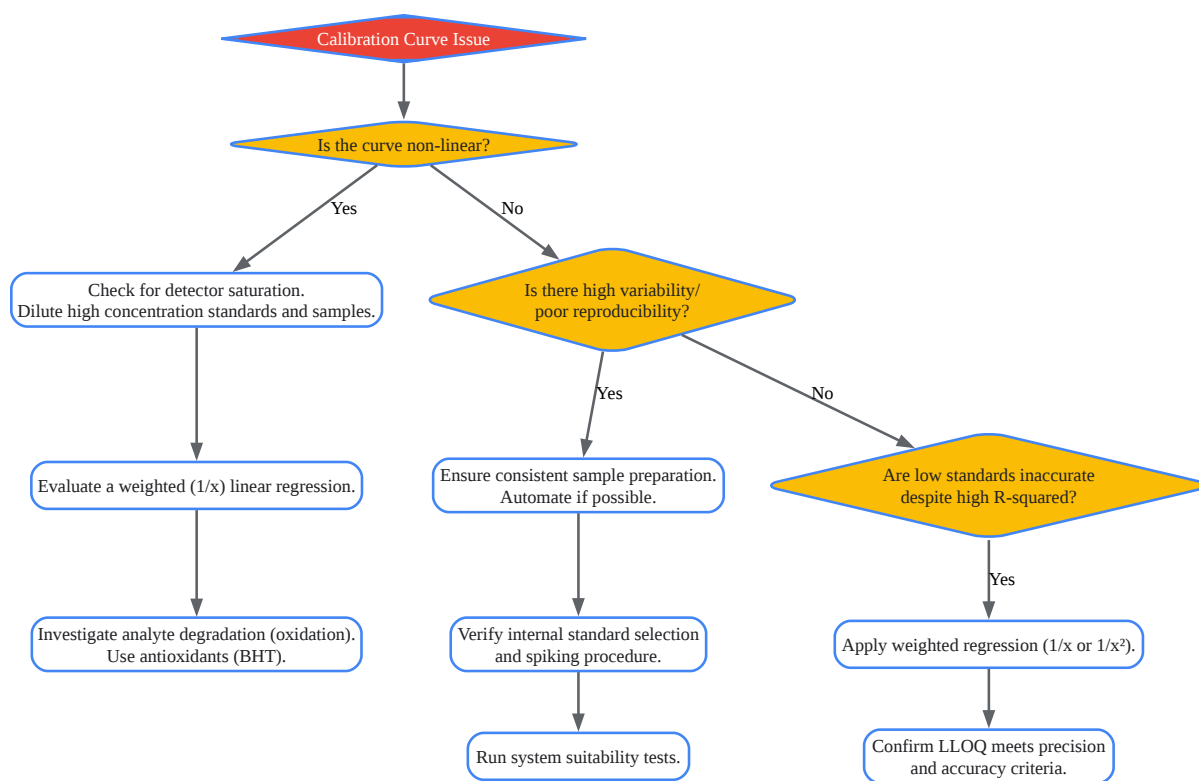 Calibration Curve Issue
Is the curve non-linear?
Yes
No
Check for detector saturation.
Dilute high concentration standards and samples.
Is there high variability/
poor reproducibility?
Yes
No
Evaluate a weighted (1/x) linear regression.
Ensure consistent sample preparation.
Automate if possible.
Are low standards inaccurate
despite high R-squared?
Yes
Investigate analyte degradation (oxidation).
Use antioxidants (BHT).
Verify internal standard selection
and spiking procedure.
Apply weighted regression (1/x or 1/x²).
Run system suitability tests.
Confirm LLOQ meets precision
and accuracy criteria.